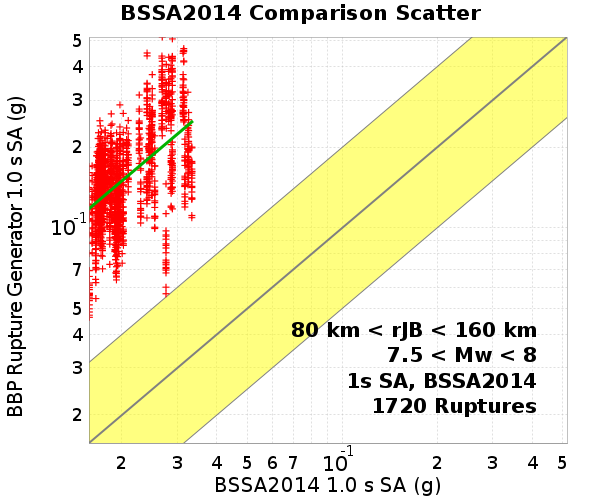 BSSA2014 Comparison Scatter
BBP Rupture Generator 1.0 s SA (g)
5
4
3
2
10-1
7
5
4
3
2
80 km < rJB < 160 km
7.5 < Mw < 8
1s SA, BSSA2014
1720 Ruptures
2 3 4 5 6 7 10-1 2 3 4 5
BSSA2014 1.0 s SA (g)